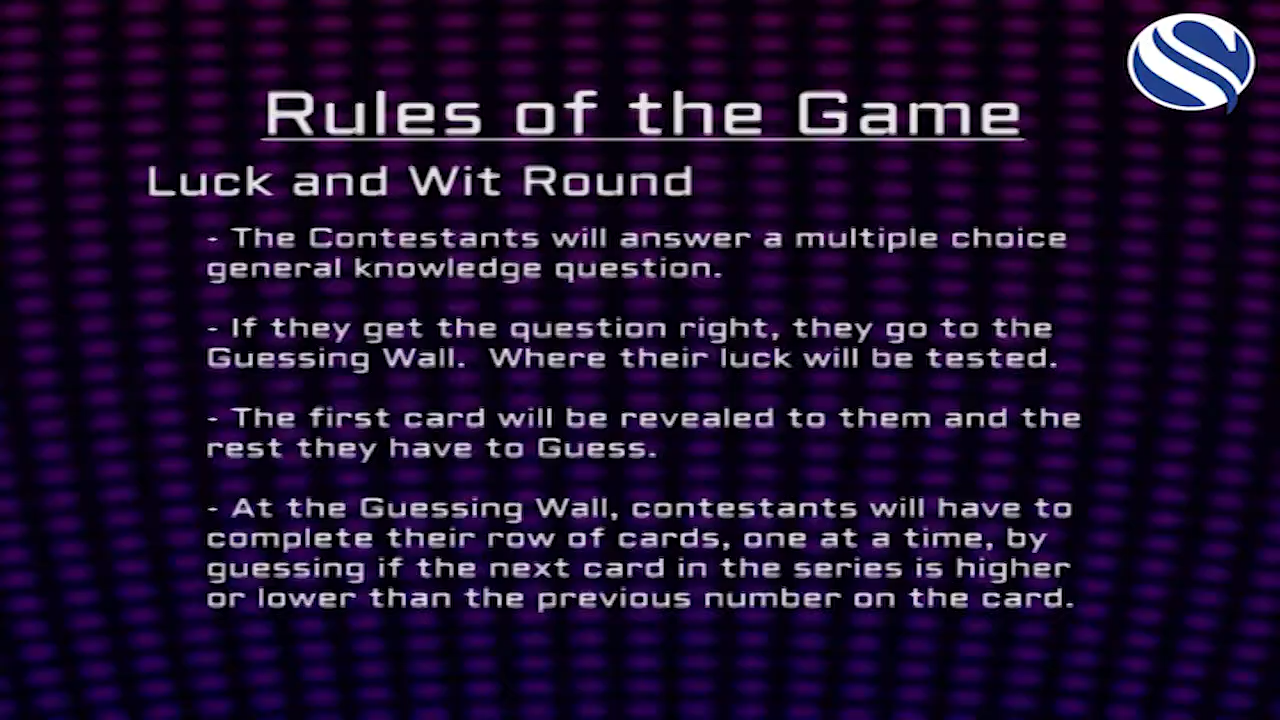 Rules of the Game
Luck and Wit Round
- The Contestants will answer a multiple choice
general knowledge question.
- If they get the question right, they go to the
Guessing Wall.  Where their luck will be tested.
- The first card will be revealed to them and the
rest they have to Guess.
- At the Guessing Wall, contestants will have to
complete their row of cards, one at a time, by
guessing if the next card in the series is higher
or lower than the previous number on the card.